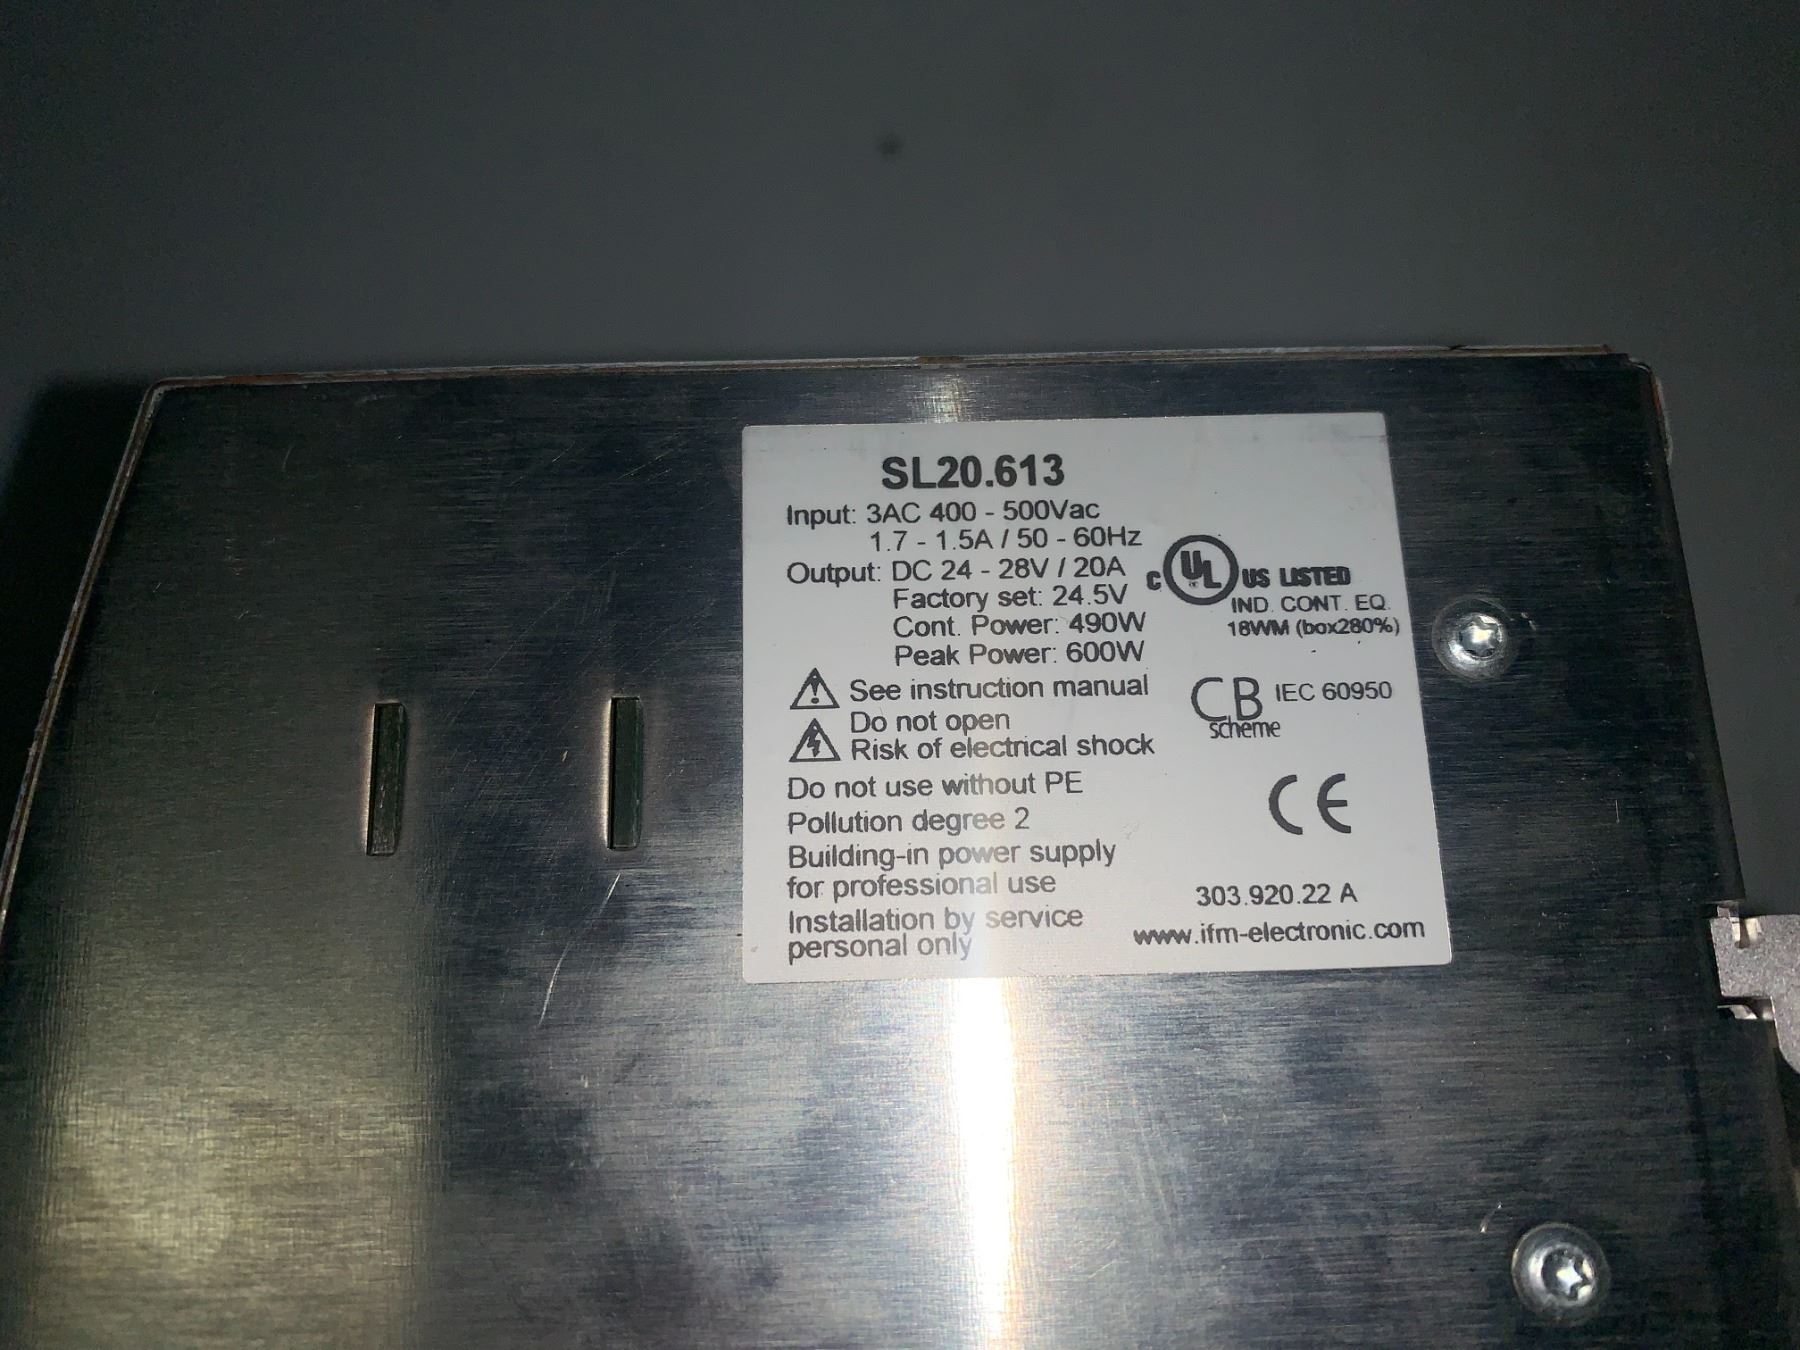 SL20.613
Input: 3AC 400 - 500Vac
1.7 - 1.5A / 50 - 60Hz
Output: DC 24 - 28V / 20A
Factory set: 24.5V
Cont. Power: 490W
Peak Power: 600W
C UL US LISTED
IND. CONT. EQ.
18WM (box280%)
See instruction manual
Do not open
Risk of electrical shock
CB IEC 60950
scheme
Do not use without PE
Pollution degree 2
CE
Building-in power supply
for professional use
Installation by service
personal only
303.920.22 A
www.ifm-electronic.com